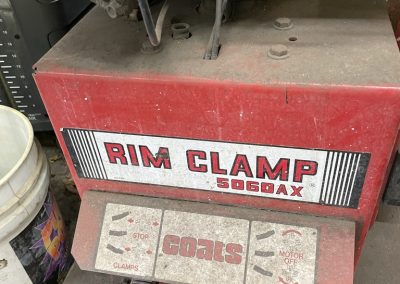 RIM CLAMP
5060AX
STOP
COATS
MOTOR
OFF
CLAMPS